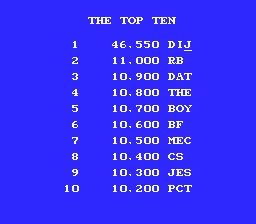 THE TOP TEN
1 46.550 DIJ
2 11.000 RB
3 10.900 DAT
4 10.800 THE
5 10.700 BOY
6 10.600 BF
7 10.500 MEC
8 10.400 CS
9 10.300 JES
10 10.200 PCT